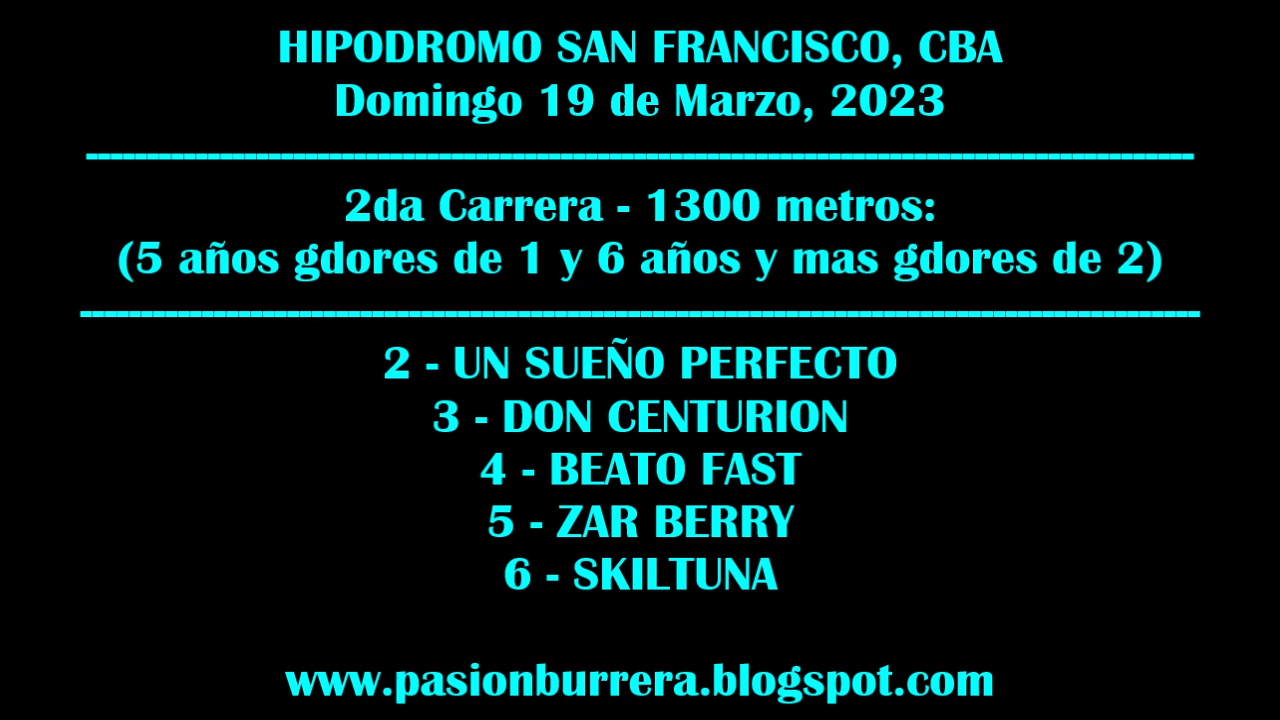 HIPODROMO SAN FRANCISCO, CBA
Domingo 19 de Marzo, 2023
--------------------------------------------------------------------------------------------
2da Carrera - 1300 metros:
(5 años gdores de 1 y 6 años y mas gdores de 2)
---------------------------------------------------------------------------------------------
2 - UN SUEÑO PERFECTO
3 - DON CENTURION
4 - BEATO FAST
5 - ZAR BERRY
6 - SKILTUNA
www.pasionburrera.blogspot.com